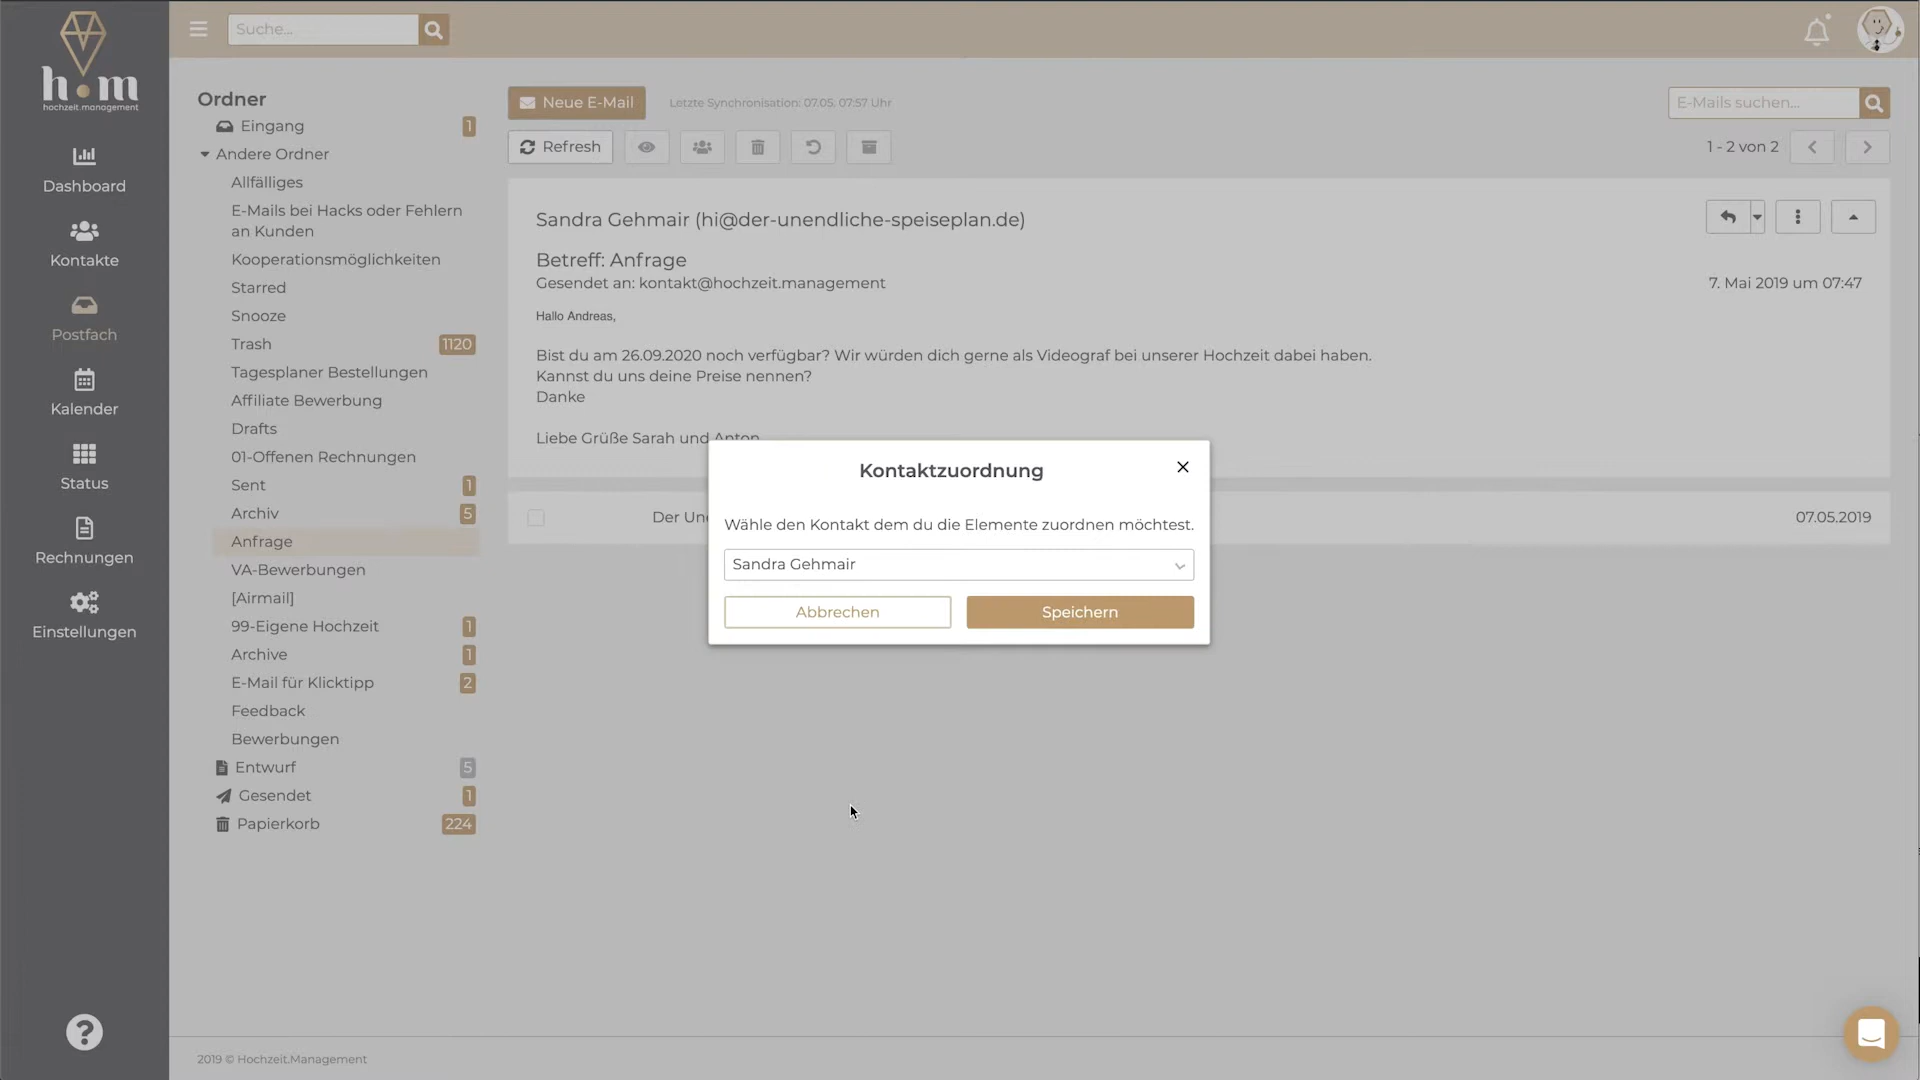 h.m
hochzeit.management
Dashboard
Kontakte
Postfach
Kalender
Status
Rechnungen
Einstellungen
?
Suche...
Ordner
Eingang 1
Andere Ordner
Allfälliges
E-Mails bei Hacks oder Fehlern
an Kunden
Kooperationsmöglichkeiten
Starred
Snooze
Trash 1120
Tagesplaner Bestellungen
Affiliate Bewerbung
Drafts
01-Offenen Rechnungen
Sent 1
Archiv 5
Anfrage
VA-Bewerbungen
[Airmail]
99-Eigene Hochzeit 1
Archive 1
E-Mail für Klicktipp 2
Feedback
Bewerbungen
Entwurf 5
Gesendet 1
Papierkorb 224
Neue E-Mail
Letzte Synchronisation: 07.05. 07:57 Uhr
E-Mails suchen...
Refresh
1 - 2 von 2
Sandra Gehmair (hi@der-unendliche-speiseplan.de)
Betreff: Anfrage
Gesendet an: kontakt@hochzeit.management
7. Mai 2019 um 07:47
Hallo Andreas,
Bist du am 26.09.2020 noch verfügbar? Wir würden dich gerne als Videograf bei unserer Hochzeit dabei haben.
Kannst du uns deine Preise nennen?
Danke
Liebe Grüße Sarah und Anton
Der Une
07.05.2019
Kontaktzuordnung
Wähle den Kontakt dem du die Elemente zuordnen möchtest.
Sandra Gehmair
Abbrechen
Speichern
2019 © Hochzeit.Management